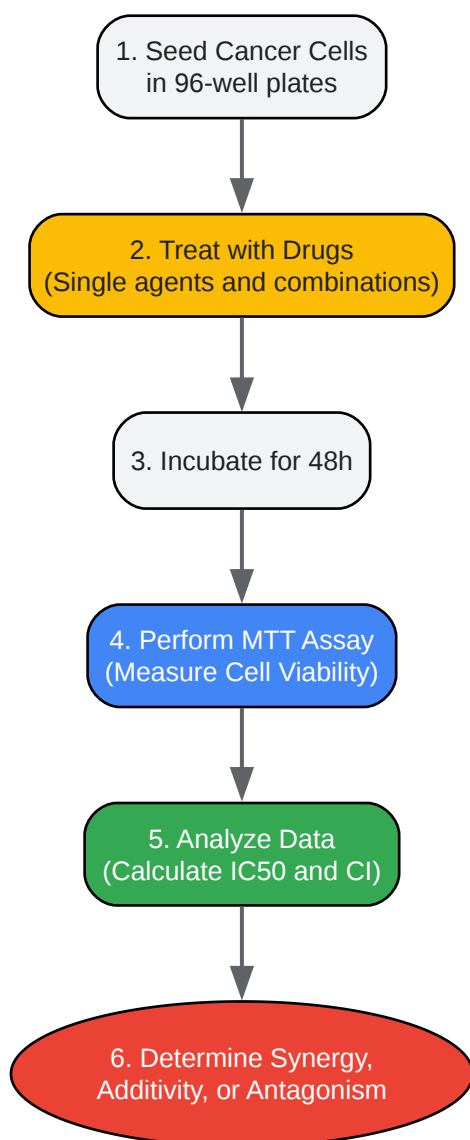 1. Seed Cancer Cells
in 96-well plates
2. Treat with Drugs
(Single agents and combinations)
3. Incubate for 48h
4. Perform MTT Assay
(Measure Cell Viability)
5. Analyze Data
(Calculate IC50 and CI)
6. Determine Synergy,
Additivity, or Antagonism